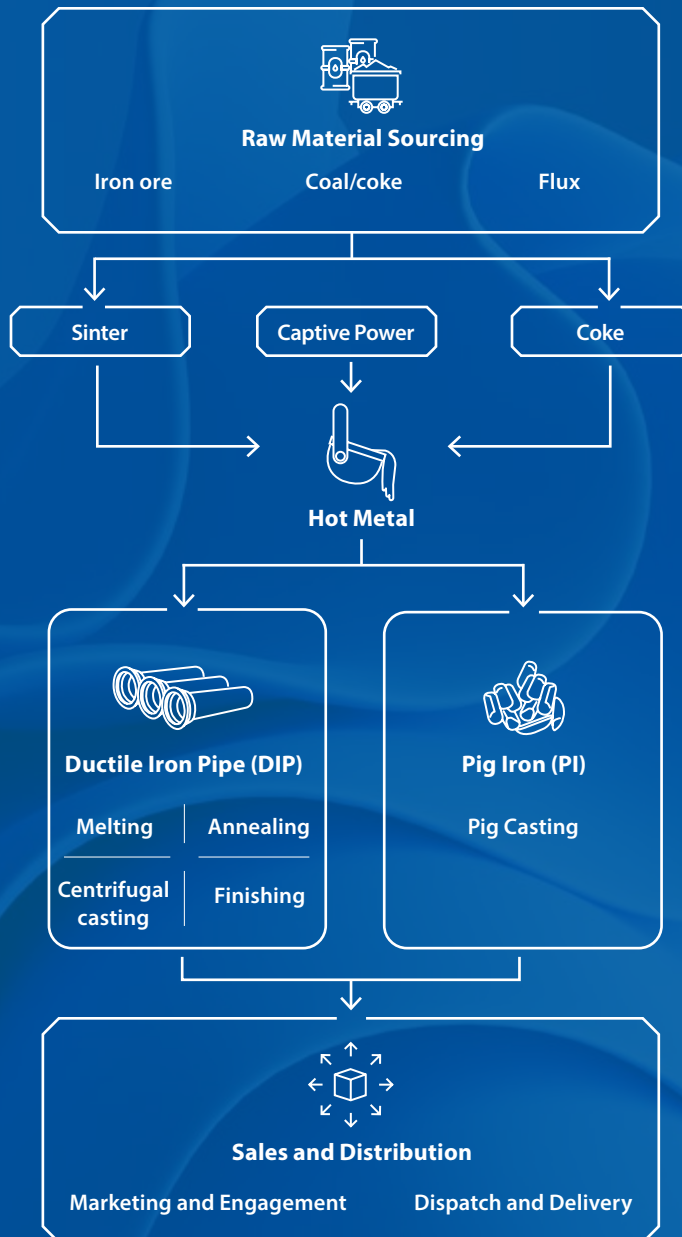 Raw Material Sourcing
Iron ore Coal/coke Flux
Sinter Captive Power Coke
Hot Metal
Ductile Iron Pipe (DIP)
Melting Annealing
Centrifugal
casting
Finishing
Pig Iron (PI)
Pig Casting
Sales and Distribution
Marketing and Engagement Dispatch and Delivery